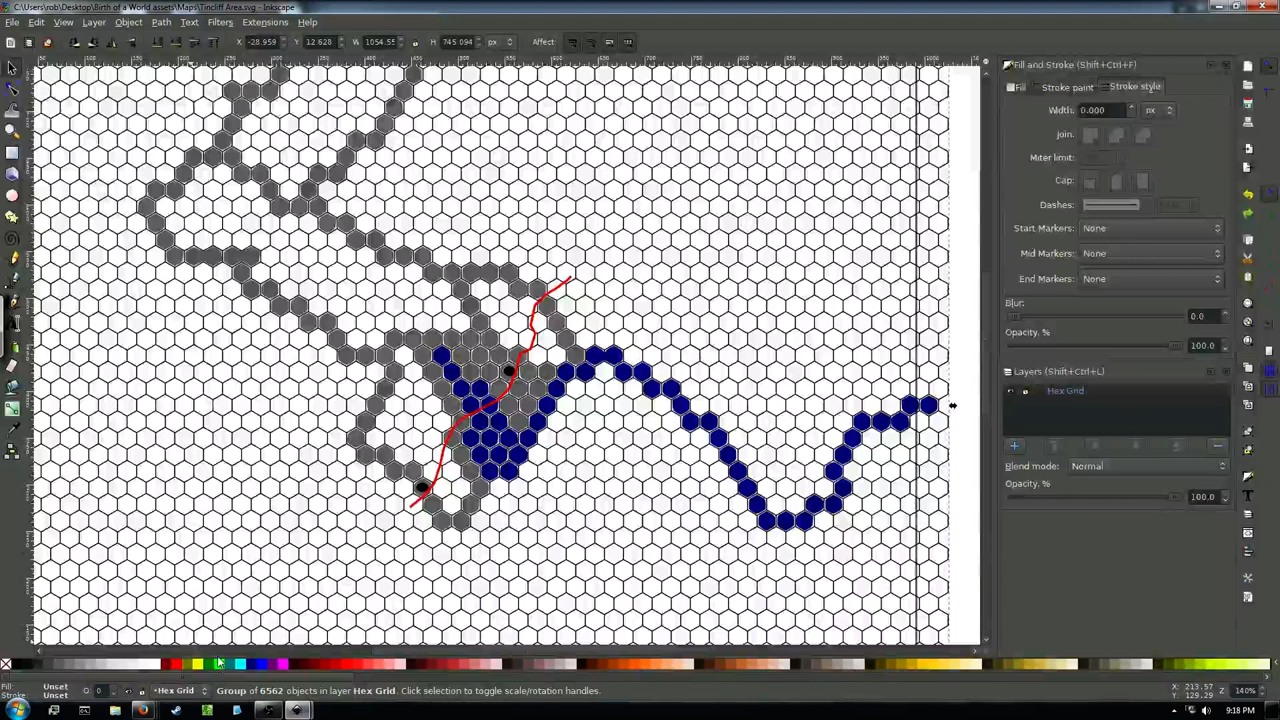 C:\Users\rob\Desktop\Birth of a World assets\Maps\Tincliff Area.svg - Inkscape
File Edit View Layer Object Path Text Filters Extensions Help
X -28.959 Y 12.628 W 1054.55 H 745.094 px Affect:
Fill and Stroke (Shift+Ctrl+F)
Fill Stroke paint Stroke style
Width: 0.000 px
Join:
Miter limit:
Cap:
Dashes:
Start Markers: None
Mid Markers: None
End Markers: None
Blur:
0.0
Opacity, %
100.0
Layers (Shift+Ctrl+L)
Hex Grid
Blend mode: Normal
Opacity, %
100.0
Fill: Unset
Stroke: Unset
O: 0 Hex Grid Group of 6562 objects in layer Hex Grid. Click selection to toggle scale/rotation handles.
X: 213.57
Y: 129.29
Z: 140%
9:18 PM